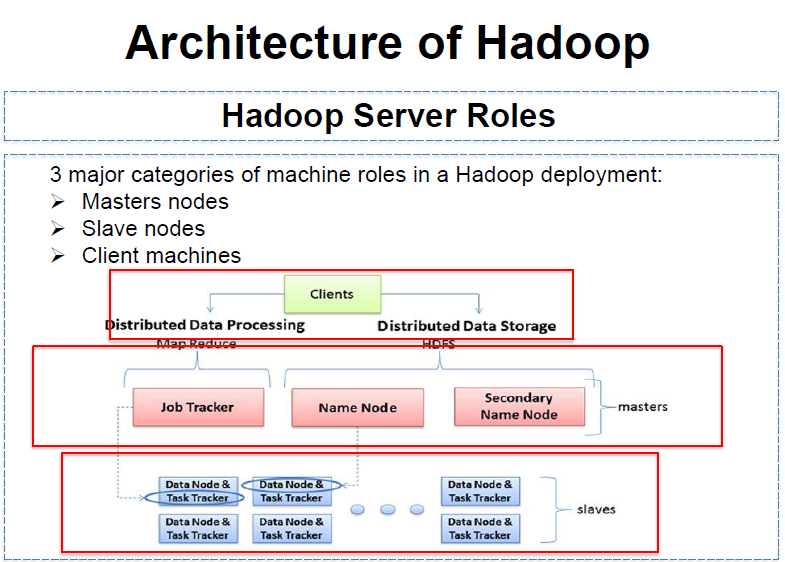 Architecture of Hadoop
Hadoop Server Roles
3 major categories of machine roles in a Hadoop deployment:
➢ Masters nodes
➢ Slave nodes
➢ Client machines
Clients
Distributed Data Processing
Map Reduce
Distributed Data Storage
HDFS
Job Tracker
Name Node
Secondary
Name Node
masters
Data Node &
Task Tracker
Data Node &
Task Tracker
Data Node &
Task Tracker
Data Node &
Task Tracker
Data Node &
Task Tracker
Data Node &
Task Tracker
slaves